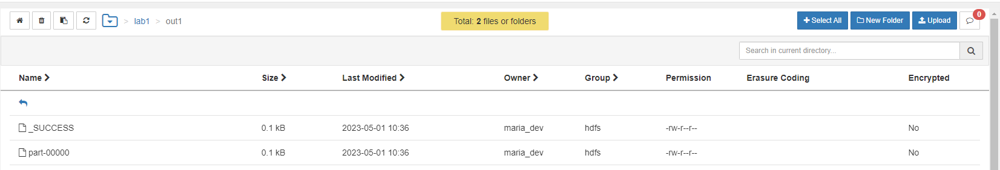 > lab1 > out1
Total: 2 files or folders
Select All
New Folder
Upload
0
Search in current directory...
Name Size Last Modified Owner Group Permission Erasure Coding Encrypted
_SUCCESS 0.1 kB 2023-05-01 10:36 maria_dev hdfs -rw-r--r-- No
part-00000 0.1 kB 2023-05-01 10:36 maria_dev hdfs -rw-r--r-- No